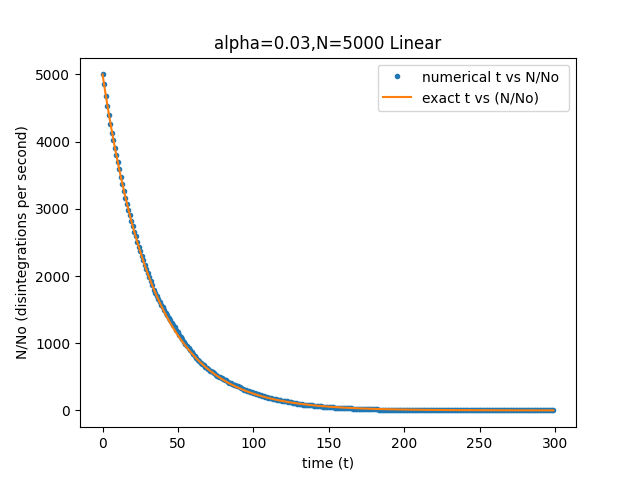 alpha=0.03,N=5000 Linear
numerical t vs N/No
exact t vs (N/No)
N/No (disintegrations per second)
5000
4000
3000
2000
1000
0
0 50 100 150 200 250 300
time (t)